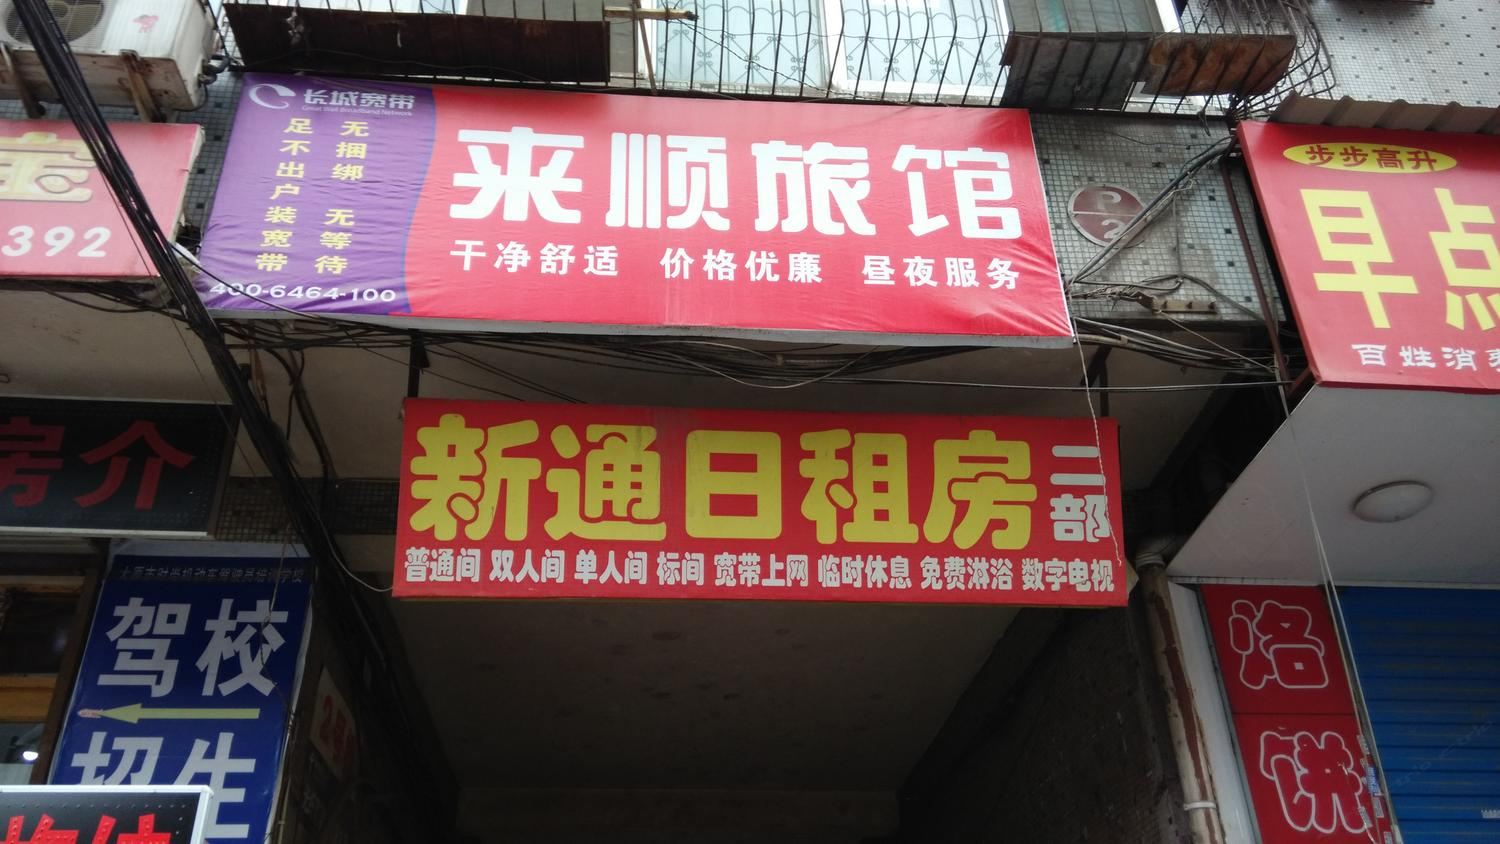 长城宽带
Great Wall Broadband Network
无捆绑 无等待
足不出户装宽带
400-6464-100
来顺旅馆
干净舒适 价格优廉 昼夜服务
宝
392
P
2
步步高升
早点
百姓消费
新通日租房二部
普通间 双人间 单人间 标间 宽带上网 临时休息 免费淋浴 数字电视
房介
驾校
招生
洛
饼